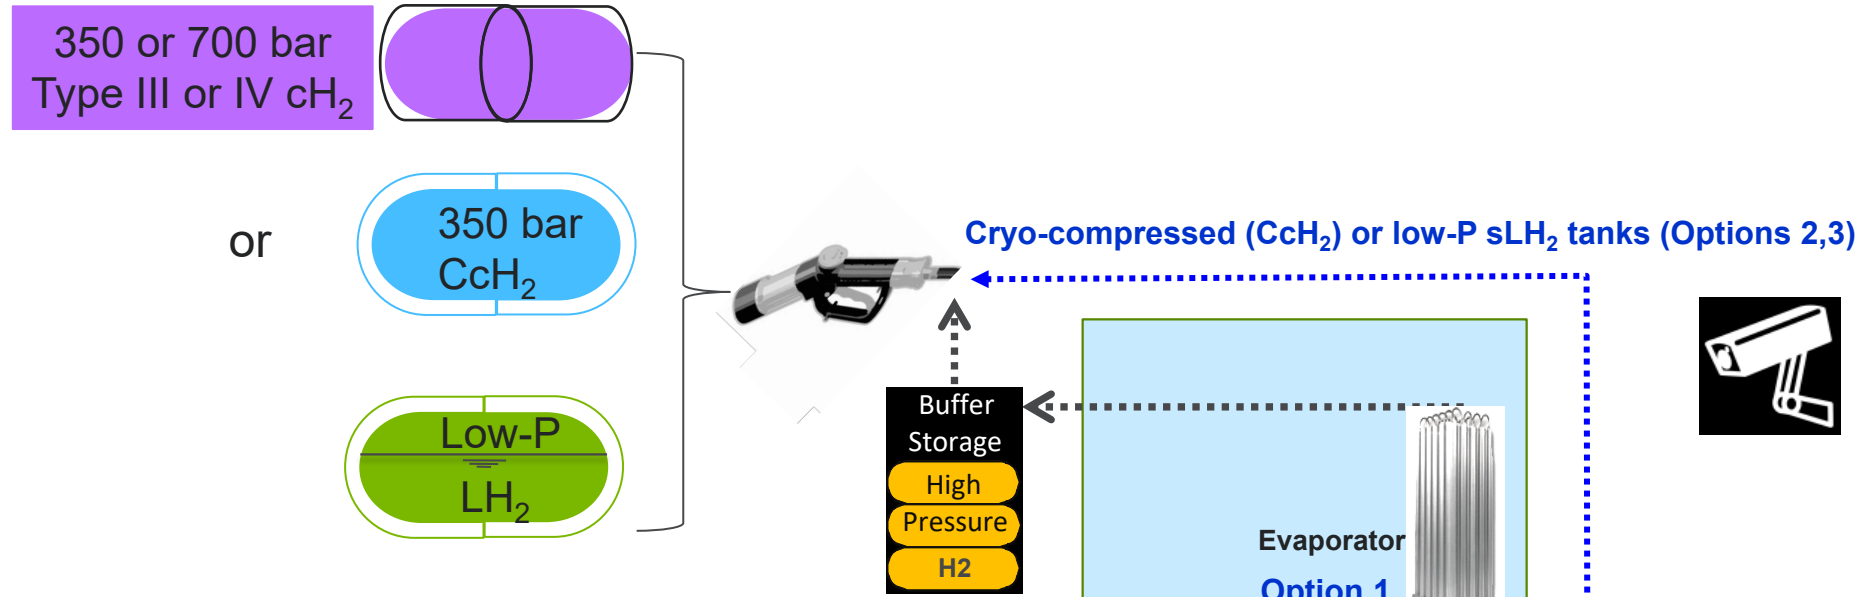 350 or 700 bar
Type III or IV cH₂
or
350 bar
CcH₂
Low-P
LH₂
Cryo-compressed (CcH₂) or low-P sLH₂ tanks (Options 2,3)
Buffer
Storage
High
Pressure
H2
Evaporator
Option 1